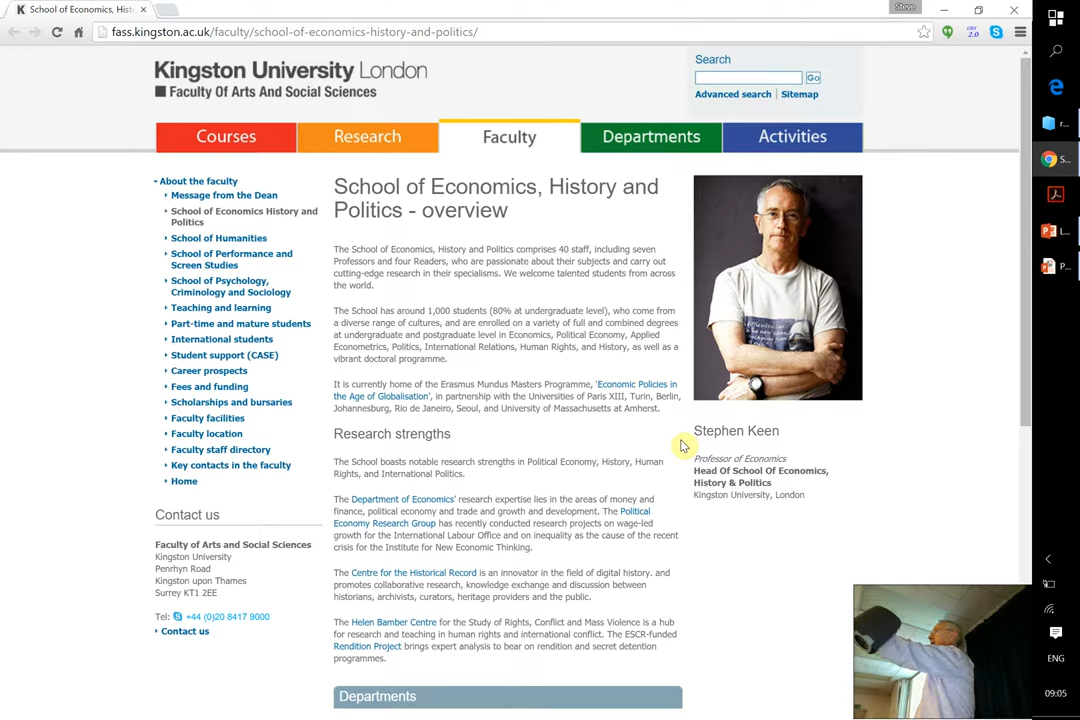 School of Economics, Hist
Steve
fass.kingston.ac.uk/faculty/school-of-economics-history-and-politics/
Kingston University London
Faculty Of Arts And Social Sciences
Search
Go
Advanced search | Sitemap
Courses
Research
Faculty
Departments
Activities
About the faculty
Message from the Dean
School of Economics History and
Politics
School of Humanities
School of Performance and
Screen Studies
School of Psychology,
Criminology and Sociology
Teaching and learning
Part-time and mature students
International students
Student support (CASE)
Career prospects
Fees and funding
Scholarships and bursaries
Faculty facilities
Faculty location
Faculty staff directory
Key contacts in the faculty
Home
Contact us
Faculty of Arts and Social Sciences
Kingston University
Penrhyn Road
Kingston upon Thames
Surrey KT1 2EE
Tel: +44 (0)20 8417 9000
Contact us
School of Economics, History and
Politics - overview
The School of Economics, History and Politics comprises 40 staff, including seven
Professors and four Readers, who are passionate about their subjects and carry out
cutting-edge research in their specialisms. We welcome talented students from across
the world.
The School has around 1,000 students (80% at undergraduate level), who come from
a diverse range of cultures, and are enrolled on a variety of full and combined degrees
at undergraduate and postgraduate level in Economics, Political Economy, Applied
Econometrics, Politics, International Relations, Human Rights, and History, as well as a
vibrant doctoral programme.
It is currently home of the Erasmus Mundus Masters Programme, 'Economic Policies in
the Age of Globalisation', in partnership with the Universities of Paris XIII, Turin, Berlin,
Johannesburg, Rio de Janeiro, Seoul, and University of Massachusetts at Amherst.
Research strengths
The School boasts notable research strengths in Political Economy, History, Human
Rights, and International Politics.
The Department of Economics' research expertise lies in the areas of money and
finance, political economy and trade and growth and development. The Political
Economy Research Group has recently conducted research projects on wage-led
growth for the International Labour Office and on inequality as the cause of the recent
crisis for the Institute for New Economic Thinking.
The Centre for the Historical Record is an innovator in the field of digital history. and
promotes collaborative research, knowledge exchange and discussion between
historians, archivists, curators, heritage providers and the public.
The Helen Bamber Centre for the Study of Rights, Conflict and Mass Violence is a hub
for research and teaching in human rights and international conflict. The ESCR-funded
Rendition Project brings expert analysis to bear on rendition and secret detention
programmes.
Departments
Stephen Keen
Professor of Economics
Head Of School Of Economics,
History & Politics
Kingston University, London
r...
S...
L...
P...
ENG
09:05